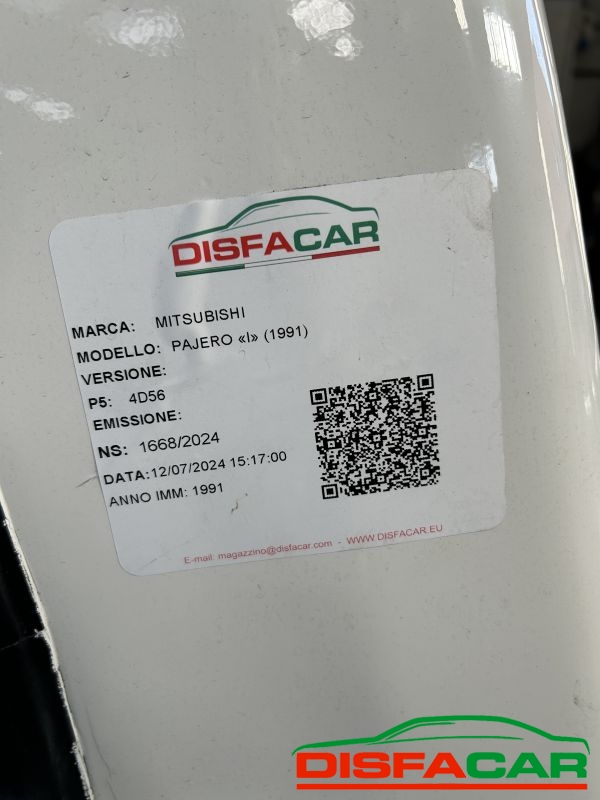 DISFACAR
MARCA: MITSUBISHI
MODELLO: PAJERO «I» (1991)
VERSIONE:
P5: 4D56
EMISSIONE:
NS: 1668/2024
DATA:12/07/2024 15:17:00
ANNO IMM: 1991
E-mail: magazzino@disfacar.com - WWW.DISFACAR.EU
DISFACAR